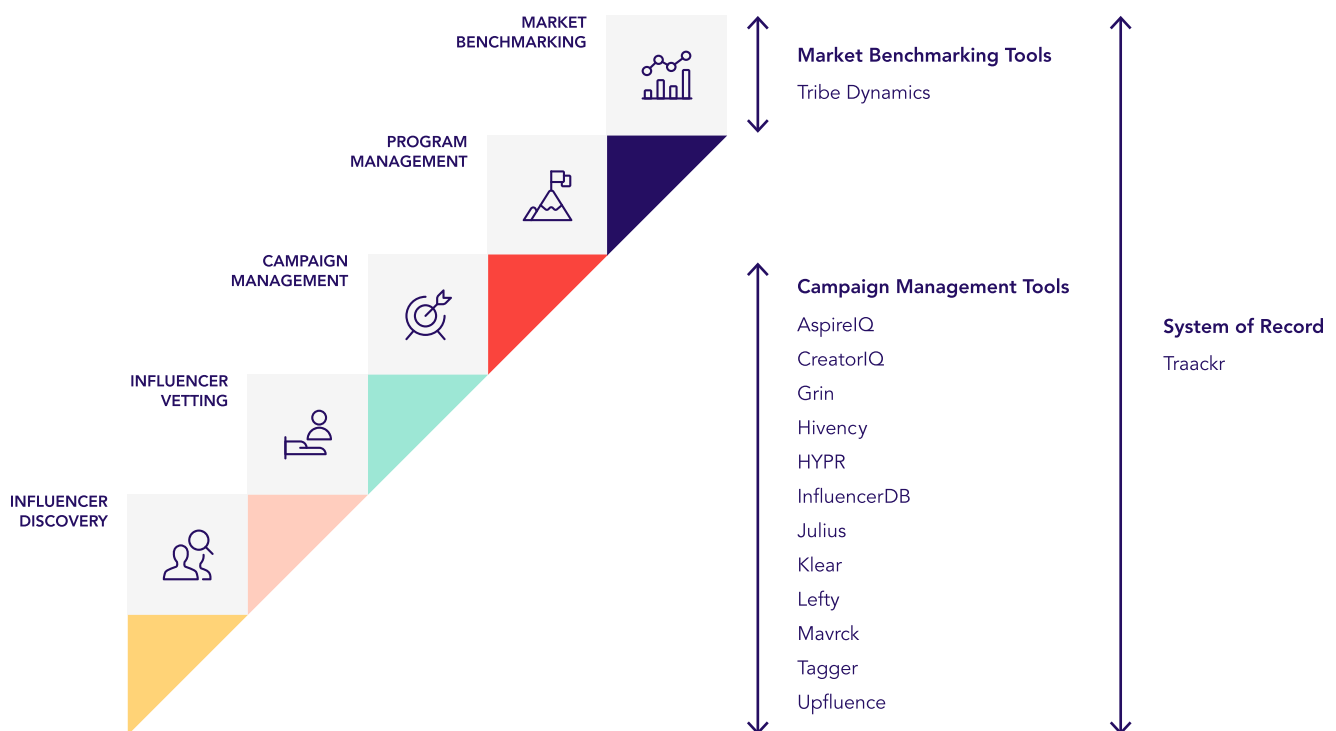 MARKET
BENCHMARKING
PROGRAM
MANAGEMENT
CAMPAIGN
MANAGEMENT
INFLUENCER
VETTING
INFLUENCER
DISCOVERY
Market Benchmarking Tools
Tribe Dynamics
Campaign Management Tools
AspireIQ
CreatorIQ
Grin
Hivency
HYPR
InfluencerDB
Julius
Klear
Lefty
Mavrck
Tagger
Upfluence
System of Record
Traackr